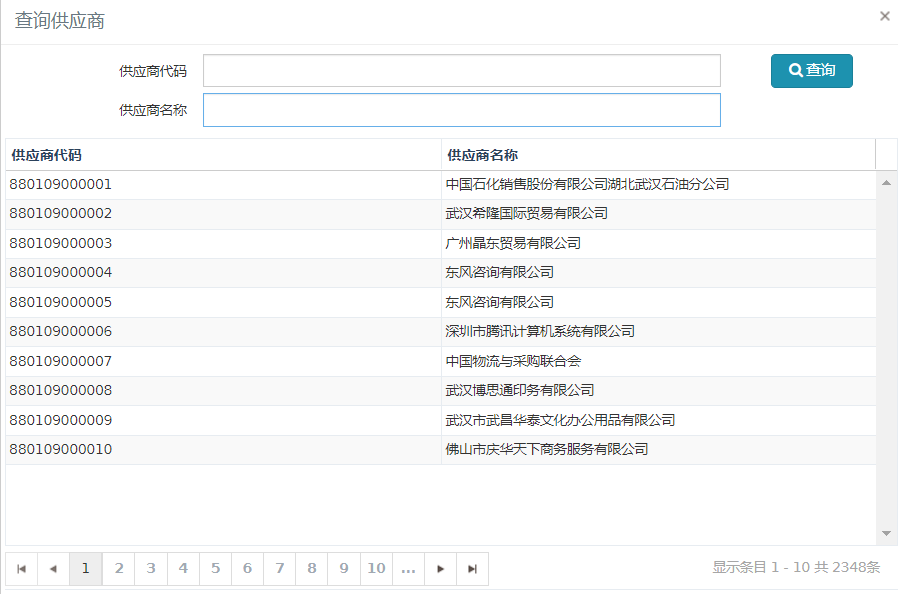 查询供应商 ×
供应商代码 查询
供应商名称
供应商代码 供应商名称
880109000001 中国石化销售股份有限公司湖北武汉石油分公司
880109000002 武汉希隆国际贸易有限公司
880109000003 广州晶东贸易有限公司
880109000004 东风咨询有限公司
880109000005 东风咨询有限公司
880109000006 深圳市腾讯计算机系统有限公司
880109000007 中国物流与采购联合会
880109000008 武汉博思通印务有限公司
880109000009 武汉市武昌华泰文化办公用品有限公司
880109000010 佛山市庆华天下商务服务有限公司
1 2 3 4 5 6 7 8 9 10 ... 显示条目 1 - 10 共 2348条